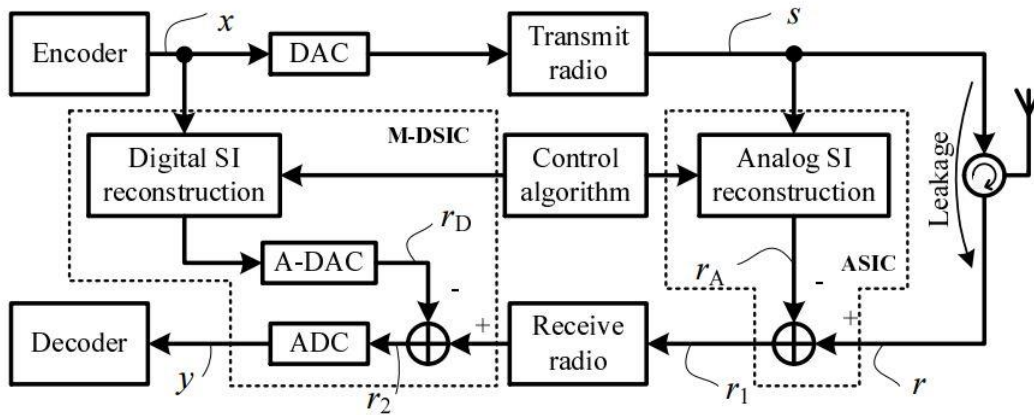 x
s
Encoder
DAC
Transmit
radio
M-DSIC
Digital SI
reconstruction
Control
algorithm
Analog SI
reconstruction
Leakage
r_D
A-DAC
r_A
ASIC
-
-
+
+
Decoder
ADC
Receive
radio
y
r_2
r_1
r